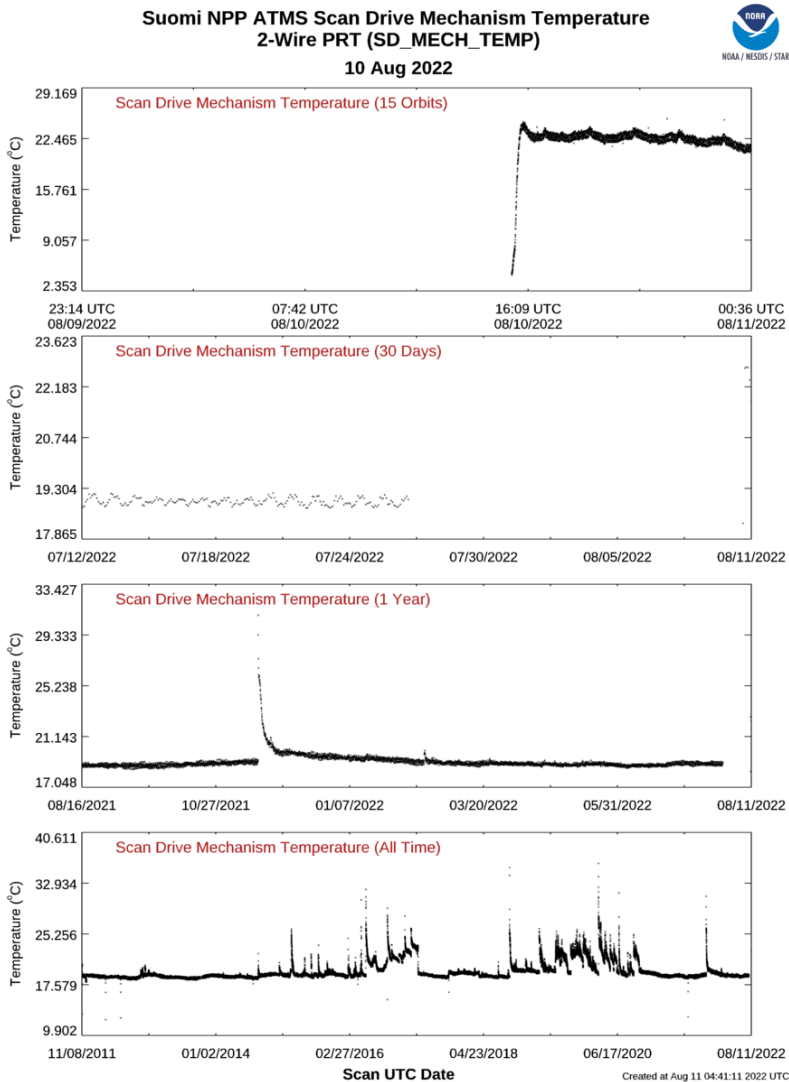 Suomi NPP ATMS Scan Drive Mechanism Temperature
2-Wire PRT (SD_MECH_TEMP)
10 Aug 2022
NOAA
NOAA / NESDIS / STAR
Scan Drive Mechanism Temperature (15 Orbits)
Temperature (°C)
29.169
22.465
15.761
9.057
2.353
23:14 UTC 07:42 UTC 16:09 UTC 00:36 UTC
08/09/2022 08/10/2022 08/10/2022 08/11/2022
Scan Drive Mechanism Temperature (30 Days)
Temperature (°C)
23.623
22.183
20.744
19.304
17.865
07/12/2022 07/18/2022 07/24/2022 07/30/2022 08/05/2022 08/11/2022
Scan Drive Mechanism Temperature (1 Year)
Temperature (°C)
33.427
29.333
25.238
21.143
17.048
08/16/2021 10/27/2021 01/07/2022 03/20/2022 05/31/2022 08/11/2022
Scan Drive Mechanism Temperature (All Time)
Temperature (°C)
40.611
32.934
25.256
17.579
9.902
11/08/2011 01/02/2014 02/27/2016 04/23/2018 06/17/2020 08/11/2022
Scan UTC Date
Created at Aug 11 04:41:11 2022 UTC